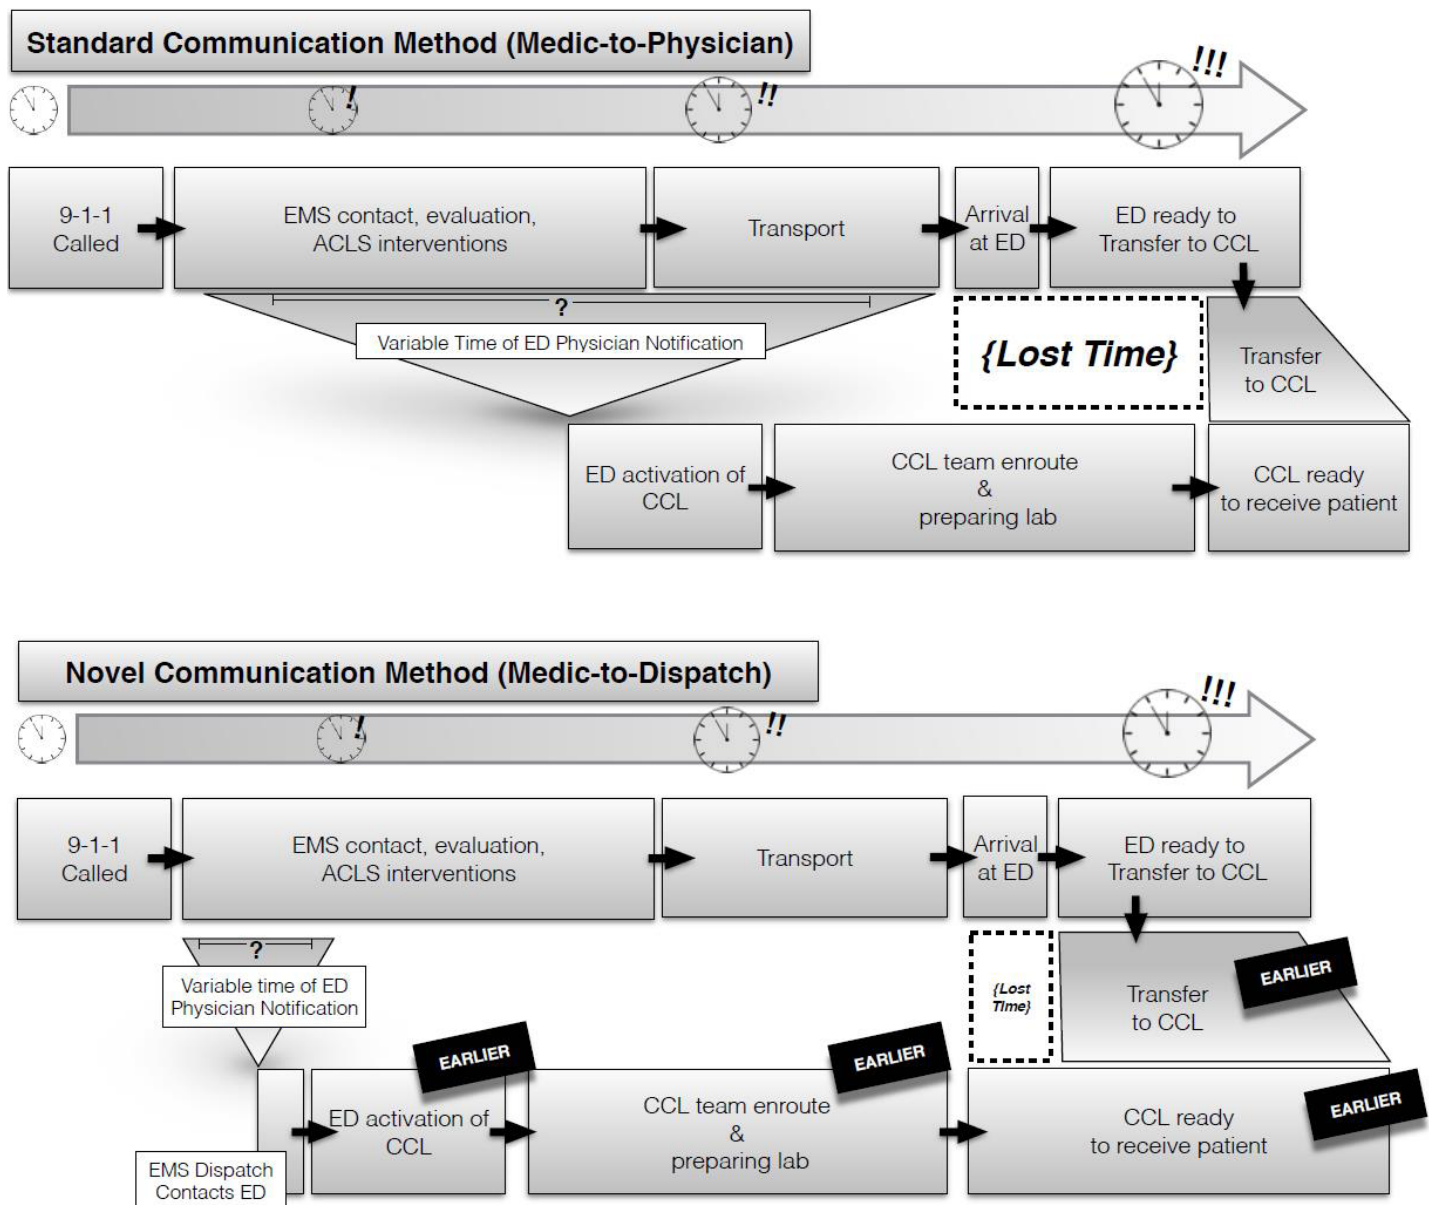 Standard Communication Method (Medic-to-Physician)
!
!!
!!!
9-1-1
Called
EMS contact, evaluation,
ACLS interventions
Transport
Arrival
at ED
ED ready to
Transfer to CCL
?
Variable Time of ED Physician Notification
{Lost Time}
Transfer
to CCL
ED activation of
CCL
CCL team enroute
&
preparing lab
CCL ready
to receive patient
Novel Communication Method (Medic-to-Dispatch)
!
!!
!!!
9-1-1
Called
EMS contact, evaluation,
ACLS interventions
Transport
Arrival
at ED
ED ready to
Transfer to CCL
?
Variable time of ED
Physician Notification
{Lost
Time}
Transfer
to CCL
EARLIER
EMS Dispatch
Contacts ED
ED activation of
CCL
EARLIER
CCL team enroute
&
preparing lab
EARLIER
CCL ready
to receive patient
EARLIER